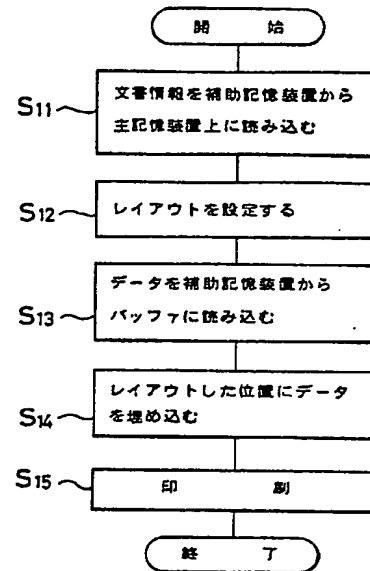 開 始
S11
文書情報を補助記憶装置から
主記憶装置上に読み込む
S12
レイアウトを設定する
S13
データを補助記憶装置から
バッファに読み込む
S14
レイアウトした位置にデータ
を埋め込む
S15
印 刷
終 了